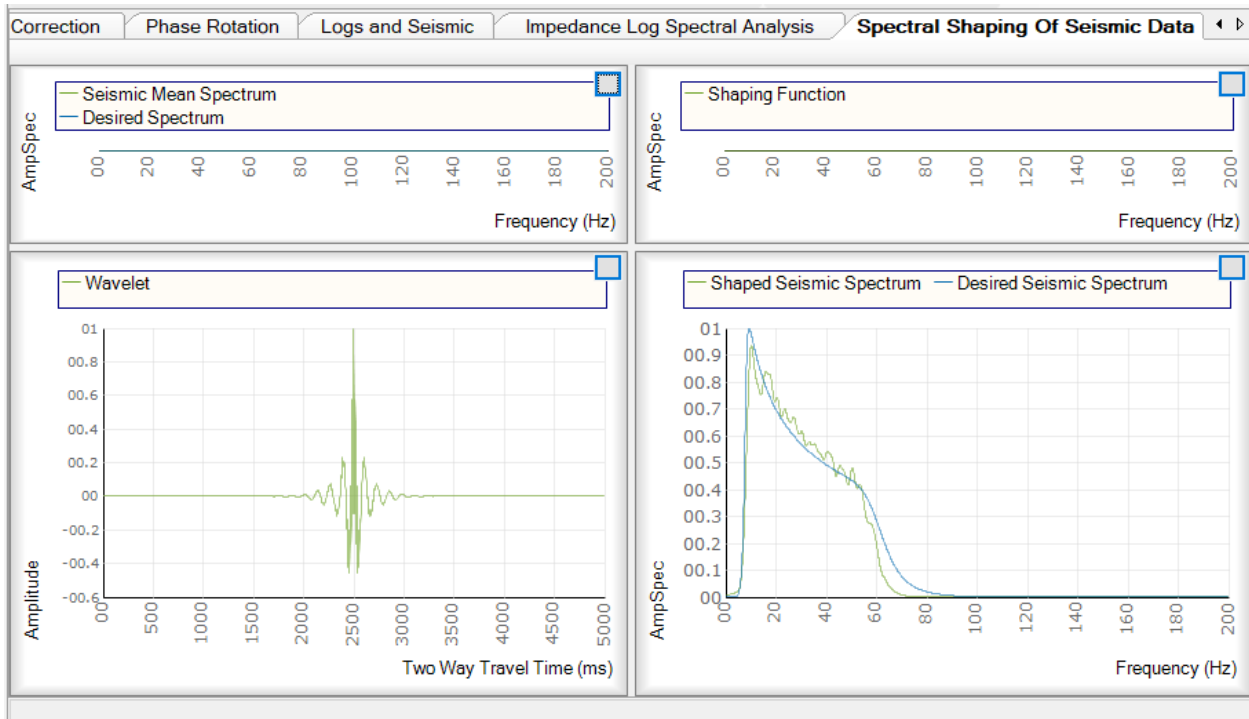 Correction Phase Rotation Logs and Seismic Impedance Log Spectral Analysis Spectral Shaping Of Seismic Data
Seismic Mean Spectrum
Desired Spectrum
AmpSpec
00 20 40 60 80 100 120 140 160 180 200
Frequency (Hz)
Shaping Function
AmpSpec
00 20 40 60 80 100 120 140 160 180 200
Frequency (Hz)
Wavelet
01
00.8
00.6
00.4
00.2
00
-00.2
-00.4
-00.6
Amplitude
00 500 1000 1500 2000 2500 3000 3500 4000 4500 5000
Two Way Travel Time (ms)
Shaped Seismic Spectrum Desired Seismic Spectrum
01
00.9
00.8
00.7
00.6
00.5
00.4
00.3
00.2
00.1
00
AmpSpec
00 20 40 60 80 100 120 140 160 180 200
Frequency (Hz)